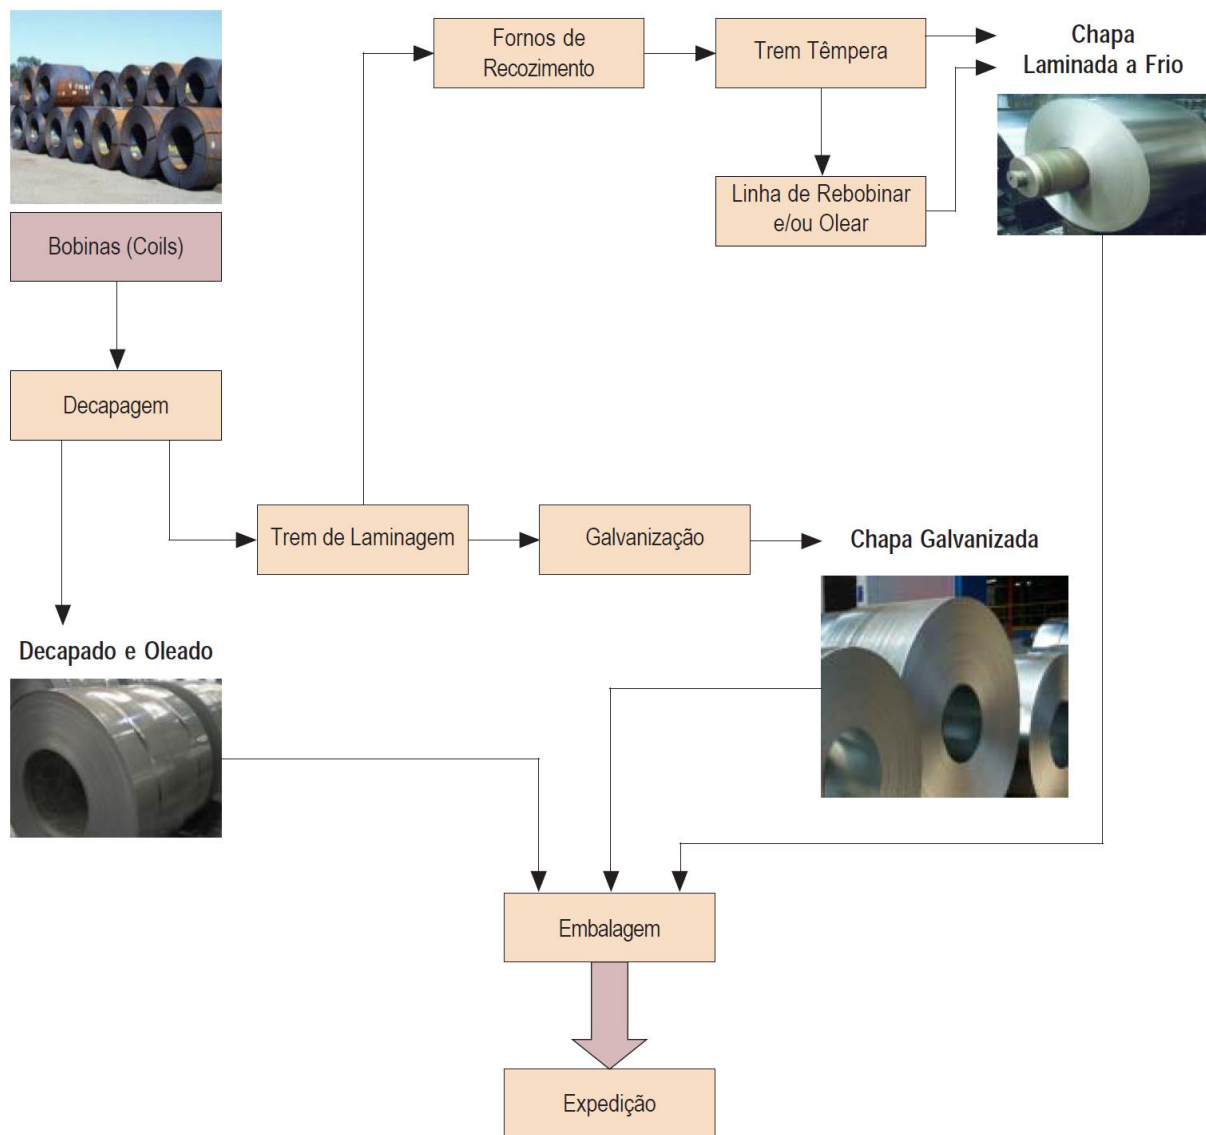 Fornos de
Recozimento
Trem Têmpera
Chapa
Laminada a Frio
Linha de Rebobinar
e/ou Olear
Bobinas (Coils)
Decapagem
Trem de Laminagem
Galvanização
Chapa Galvanizada
Decapado e Oleado
Embalagem
Expedição